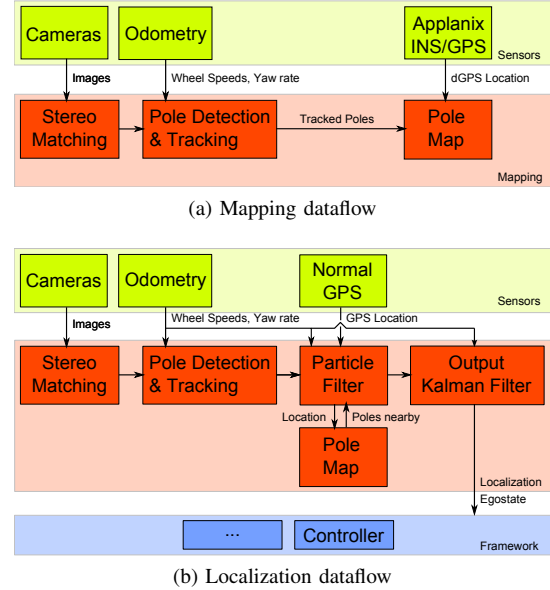 Cameras
Odometry
Applanix
INS/GPS
Sensors
Images
Wheel Speeds, Yaw rate
dGPS Location
Stereo
Matching
Pole Detection
& Tracking
Tracked Poles
Pole
Map
Mapping
(a) Mapping dataflow
Cameras
Odometry
Normal
GPS
Sensors
Images
Wheel Speeds, Yaw rate
GPS Location
Stereo
Matching
Pole Detection
& Tracking
Particle
Filter
Output
Kalman Filter
Location
Poles nearby
Pole
Map
Localization
Egostate
...
Controller
Framework
(b) Localization dataflow